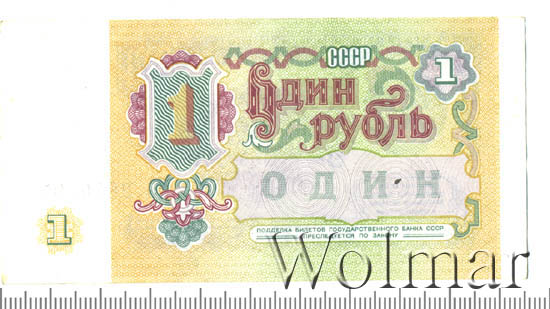 СССР
1
1
Один
рубль
ОДИН
ПОДДЕЛКА БИЛЕТОВ ГОСУДАРСТВЕННОГО БАНКА СССР
ПРЕСЛЕДУЕТСЯ ПО ЗАКОНУ
1
Wolmar